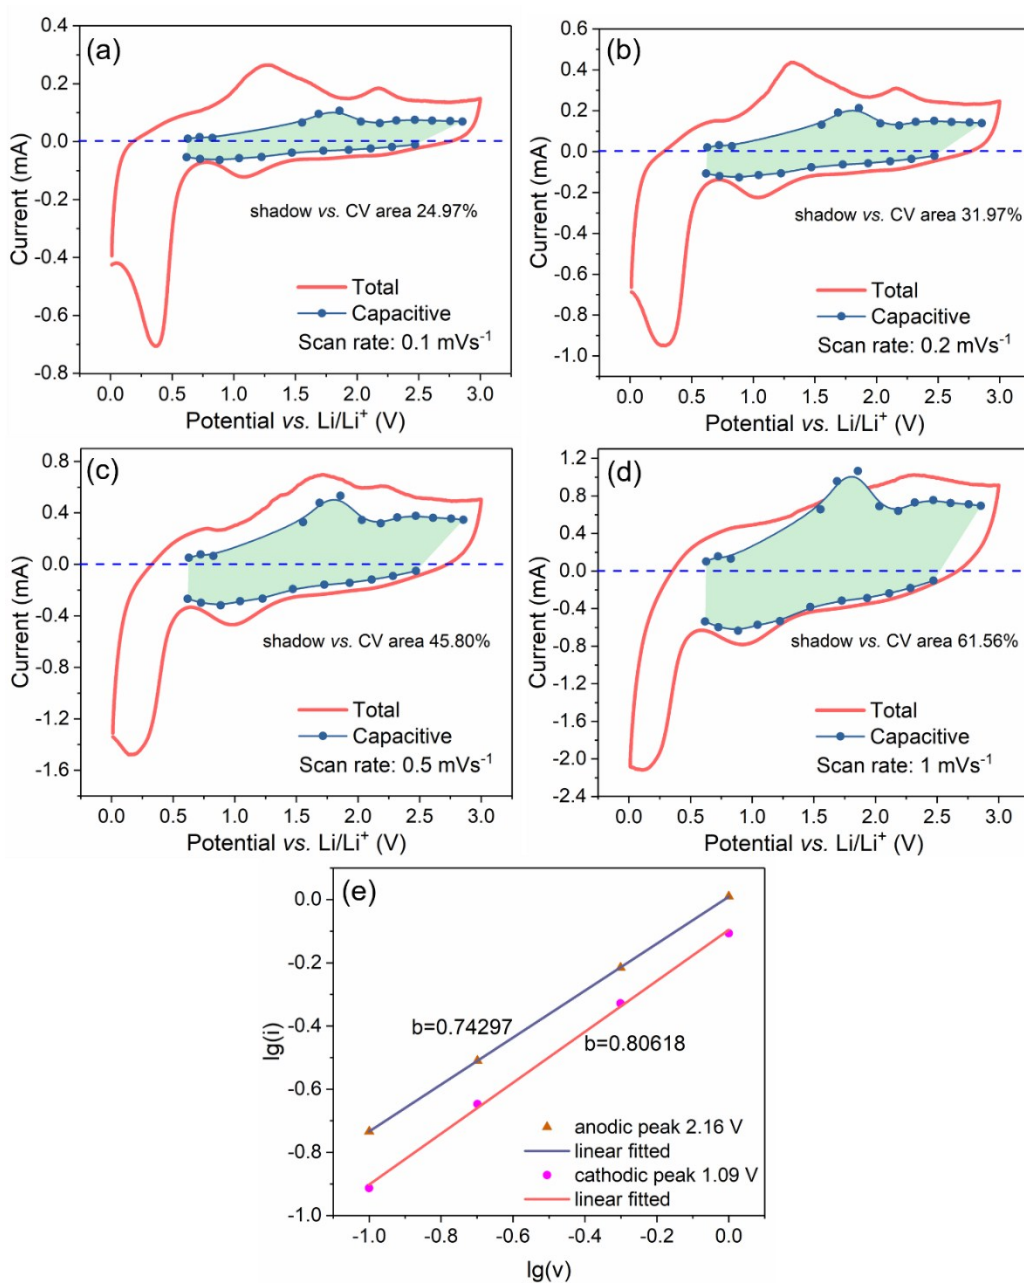 (a)
0.4
0.2
0.0
-0.2
-0.4
-0.6
-0.8
Current (mA)
shadow vs. CV area 24.97%
Total
Capacitive
Scan rate: 0.1 mVs⁻¹
0.0 0.5 1.0 1.5 2.0 2.5 3.0
Potential vs. Li/Li⁺ (V)
(b)
0.6
0.4
0.2
0.0
-0.2
-0.4
-0.6
-0.8
-1.0
Current (mA)
shadow vs. CV area 31.97%
Total
Capacitive
Scan rate: 0.2 mVs⁻¹
0.0 0.5 1.0 1.5 2.0 2.5 3.0
Potential vs. Li/Li⁺ (V)
(c)
0.8
0.4
0.0
-0.4
-0.8
-1.2
-1.6
Current (mA)
shadow vs. CV area 45.80%
Total
Capacitive
Scan rate: 0.5 mVs⁻¹
0.0 0.5 1.0 1.5 2.0 2.5 3.0
Potential vs. Li/Li⁺ (V)
(d)
1.2
0.8
0.4
0.0
-0.4
-0.8
-1.2
-1.6
-2.0
-2.4
Current (mA)
shadow vs. CV area 61.56%
Total
Capacitive
Scan rate: 1 mVs⁻¹
0.0 0.5 1.0 1.5 2.0 2.5 3.0
Potential vs. Li/Li⁺ (V)
(e)
0.0
-0.2
-0.4
-0.6
-0.8
-1.0
lg(i)
b=0.74297
b=0.80618
anodic peak 2.16 V
linear fitted
cathodic peak 1.09 V
linear fitted
-1.0 -0.8 -0.6 -0.4 -0.2 0.0
lg(v)